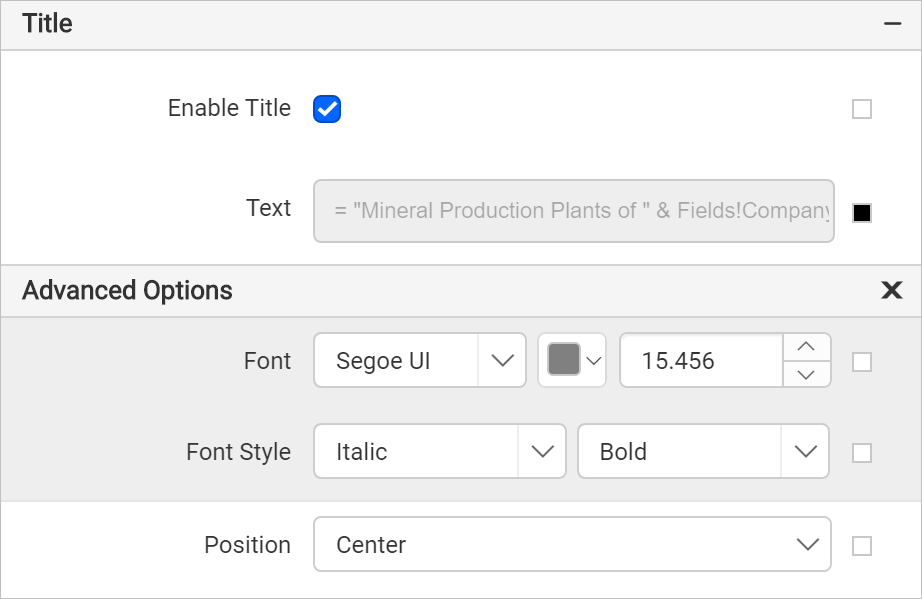 Title
Enable Title
Text = "Mineral Production Plants of " & Fields!Company
Advanced Options
Font Segoe UI 15.456
Font Style Italic Bold
Position Center